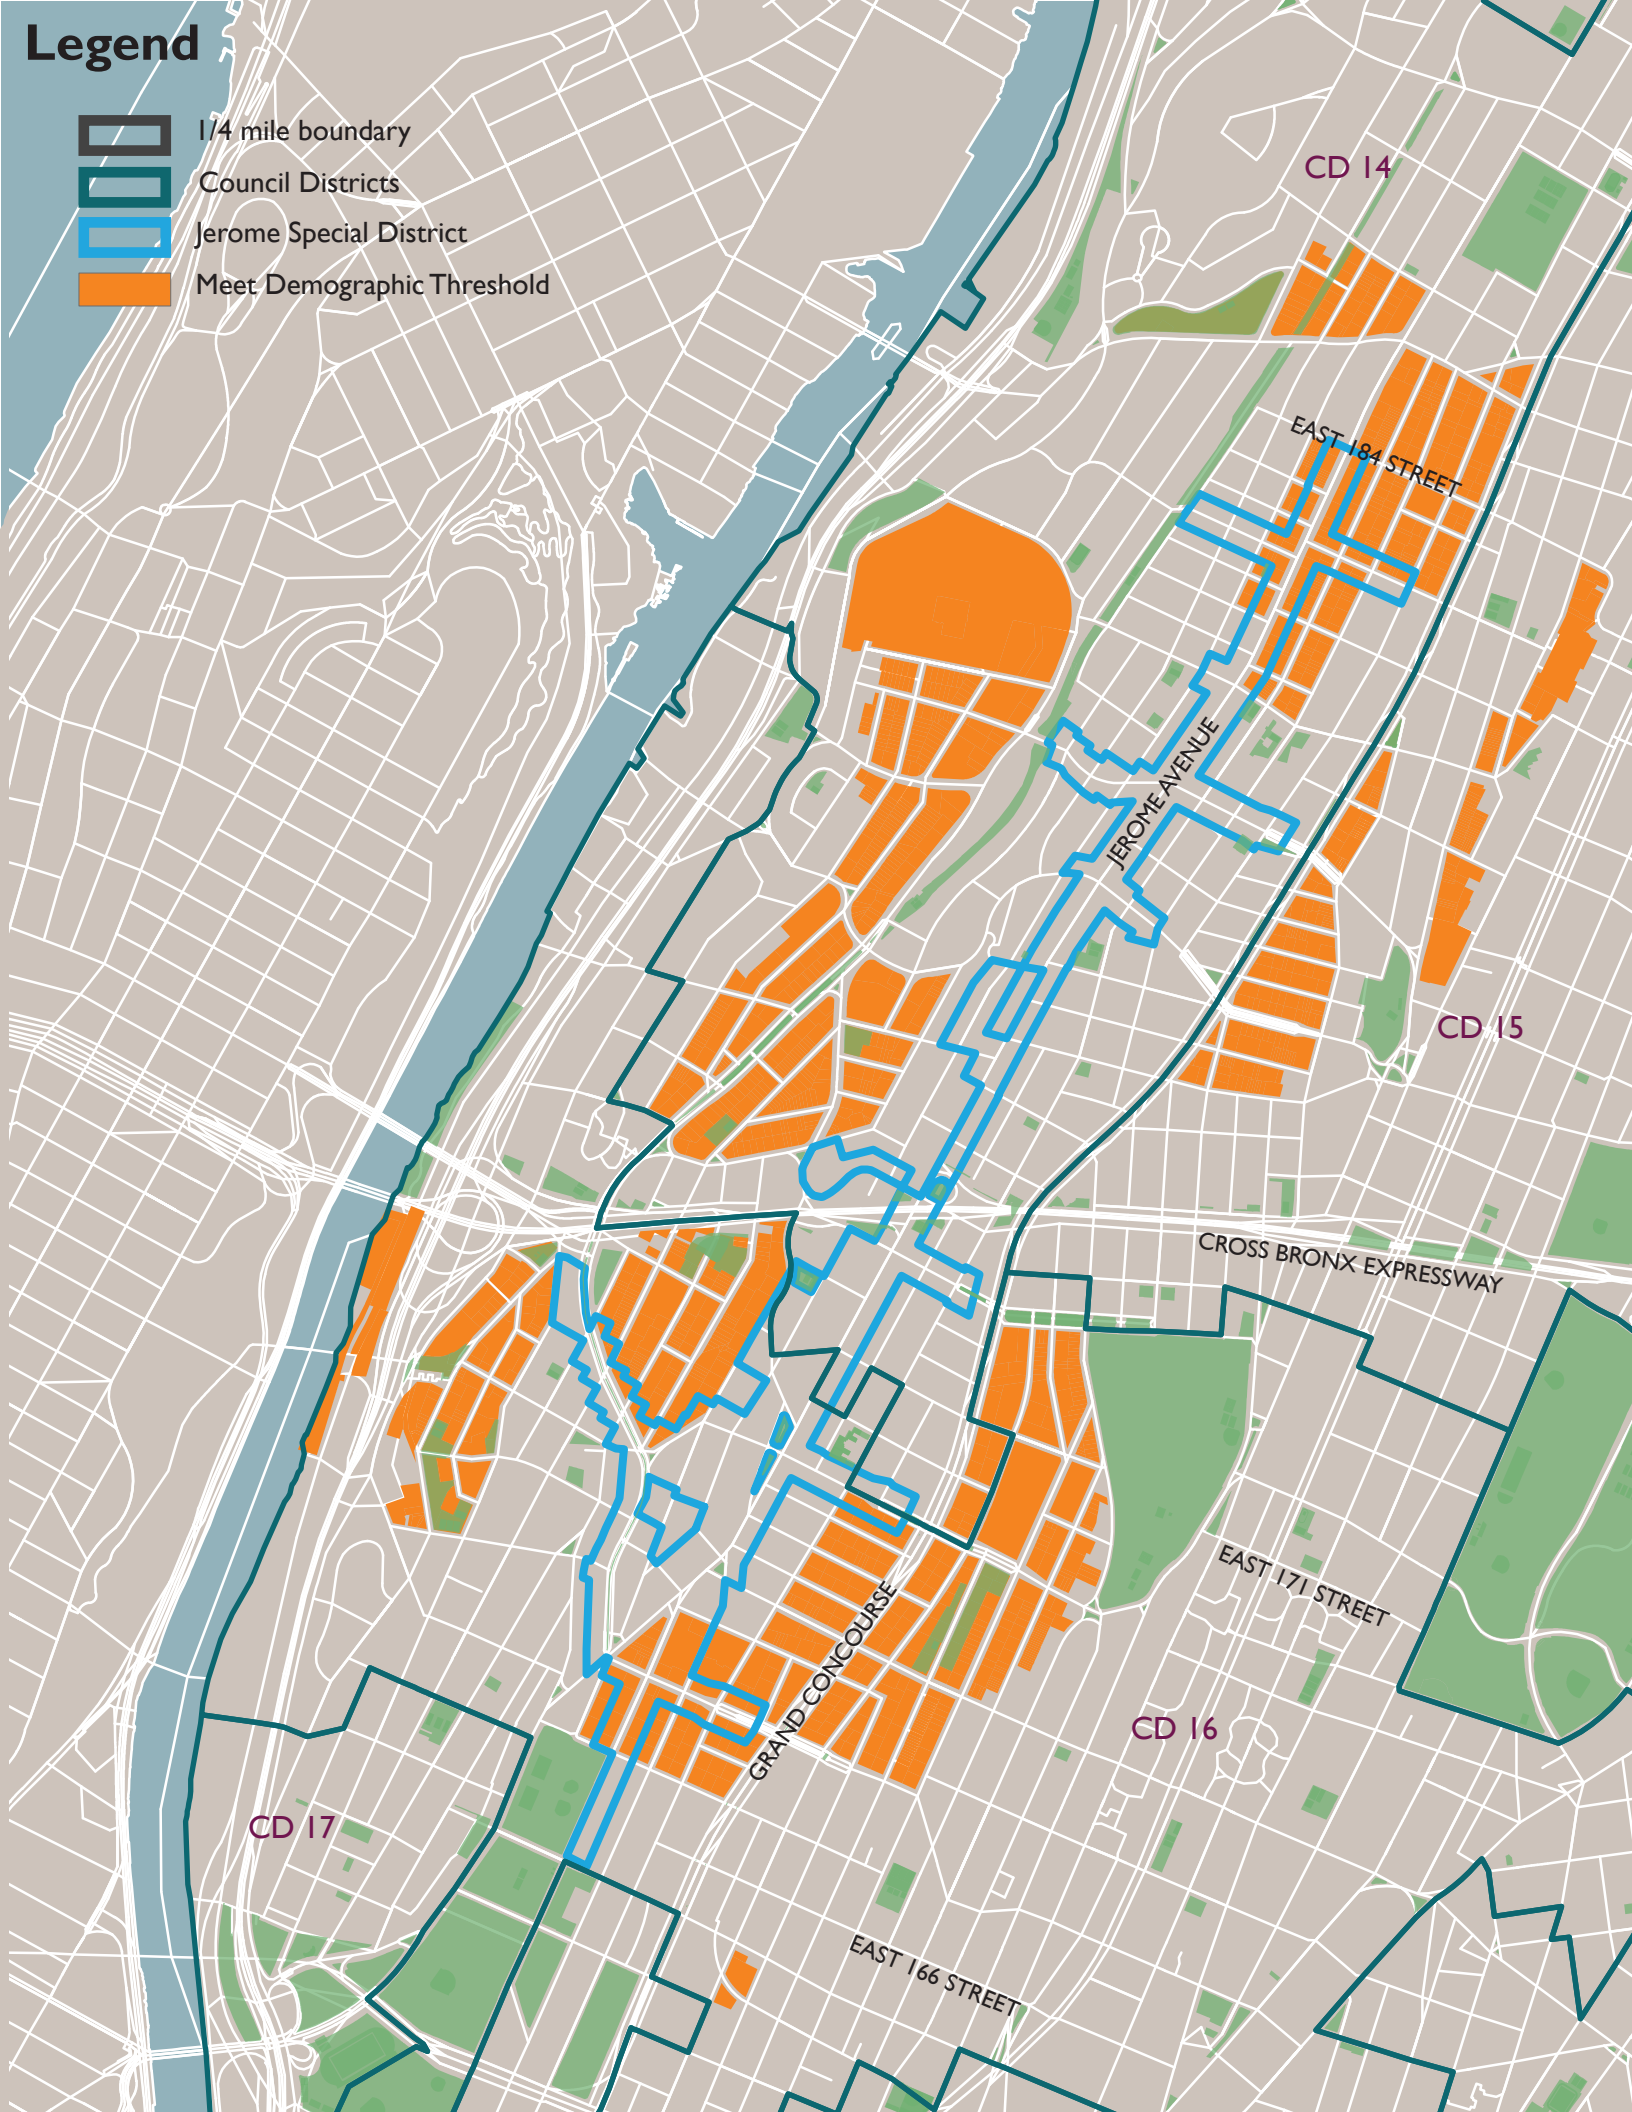 Legend
1/4 mile boundary
Council Districts
Jerome Special District
Meet Demographic Threshold
CD 14
EAST 184 STREET
JEROME AVENUE
CD 15
CROSS BRONX EXPRESSWAY
EAST 171 STREET
GRAND CONCOURSE
CD 16
CD 17
EAST 166 STREET